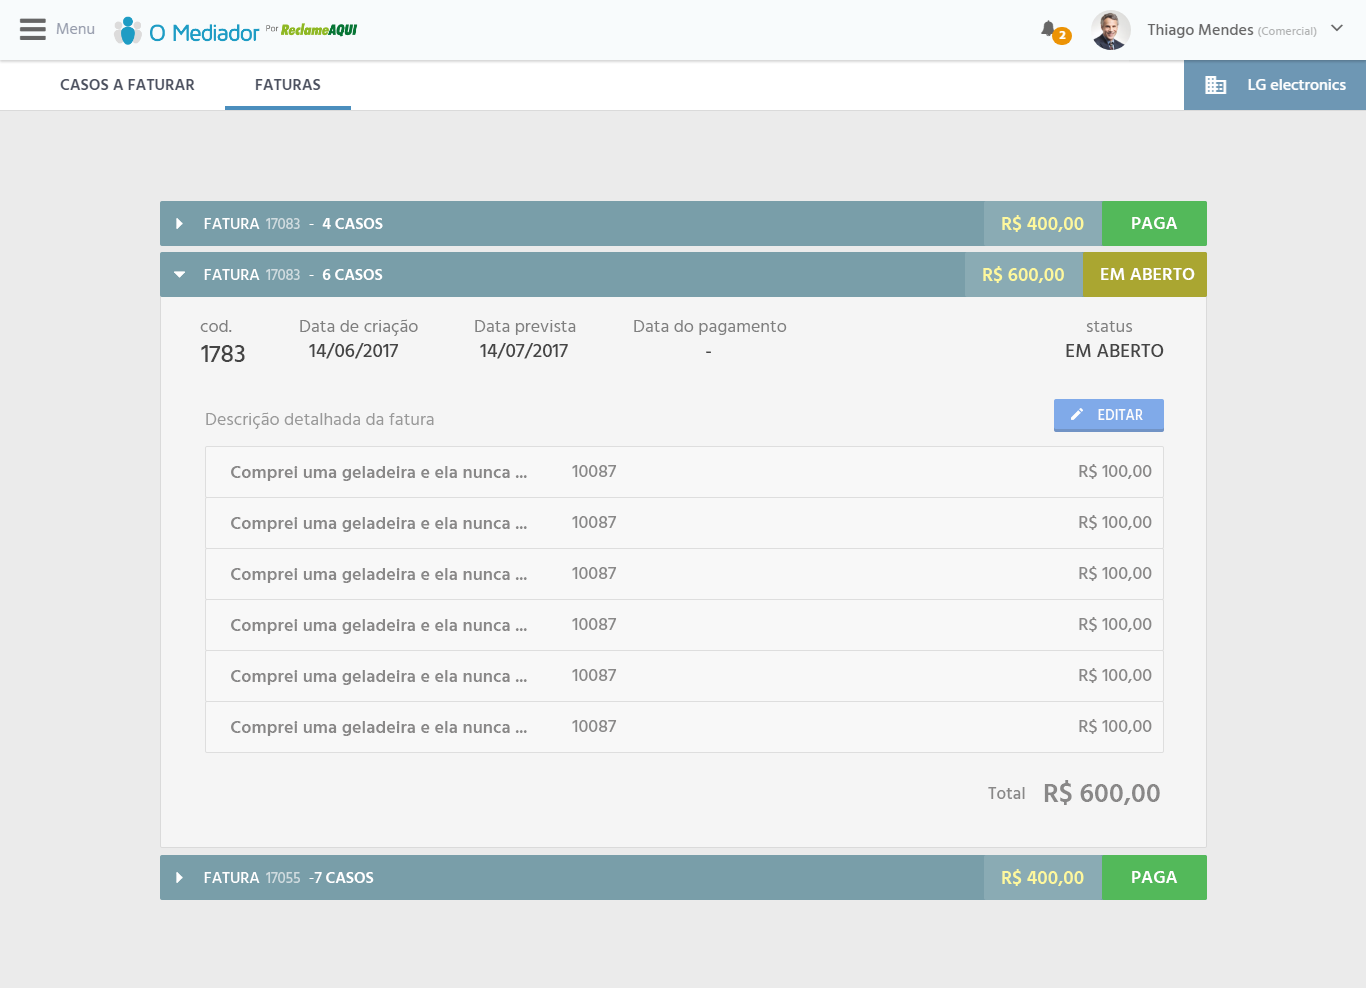 Menu O Mediador Por ReclameAQUI 2 Thiago Mendes (Comercial)
CASOS A FATURAR FATURAS LG electronics
FATURA 17083 - 4 CASOS R$ 400,00 PAGA
FATURA 17083 - 6 CASOS R$ 600,00 EM ABERTO
cod. Data de criação Data prevista Data do pagamento status
1783 14/06/2017 14/07/2017 - EM ABERTO
Descrição detalhada da fatura EDITAR
Comprei uma geladeira e ela nunca ... 10087 R$ 100,00
Comprei uma geladeira e ela nunca ... 10087 R$ 100,00
Comprei uma geladeira e ela nunca ... 10087 R$ 100,00
Comprei uma geladeira e ela nunca ... 10087 R$ 100,00
Comprei uma geladeira e ela nunca ... 10087 R$ 100,00
Comprei uma geladeira e ela nunca ... 10087 R$ 100,00
Total R$ 600,00
FATURA 17055 -7 CASOS R$ 400,00 PAGA